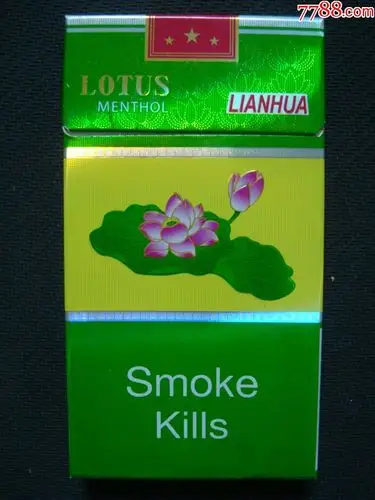 7788.com
LOTUS
MENTHOL
LIANHUA
Smoke
Kills